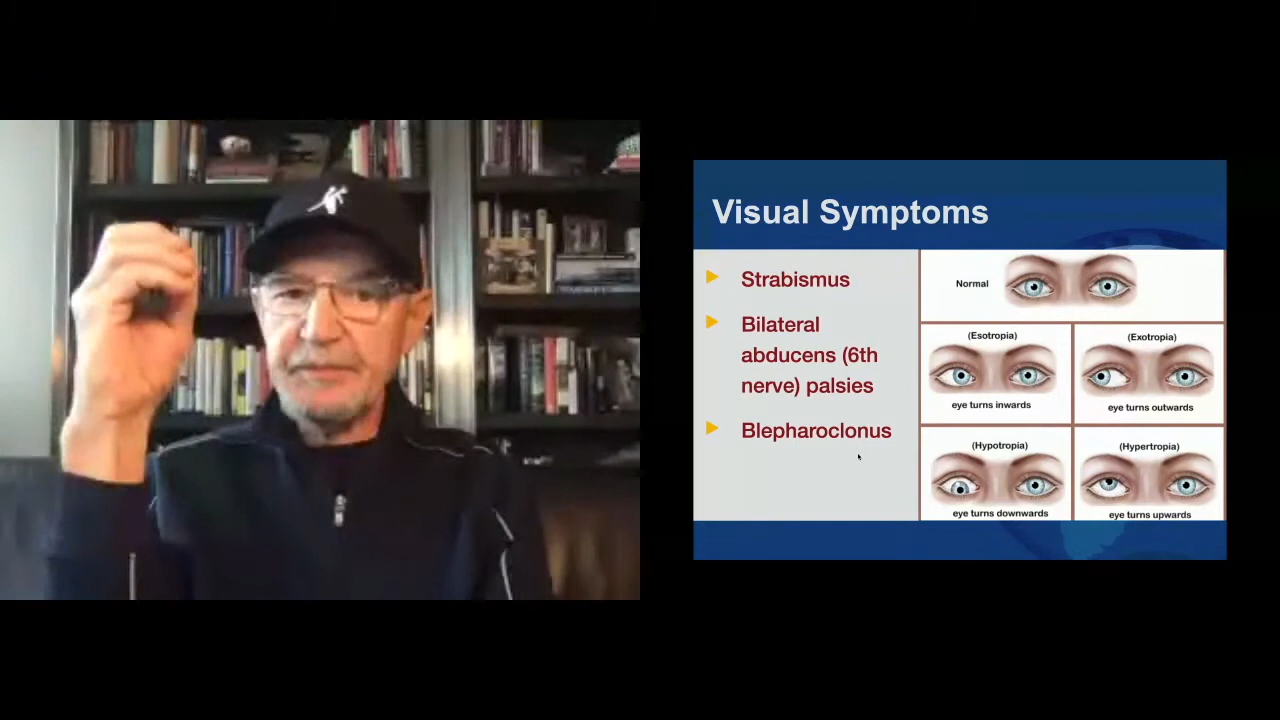 Visual Symptoms
Strabismus
Bilateral
abducens (6th
nerve) palsies
Blepharoclonus
Normal
(Esotropia)
eye turns inwards
(Exotropia)
eye turns outwards
(Hypotropia)
eye turns downwards
(Hypertropia)
eye turns upwards